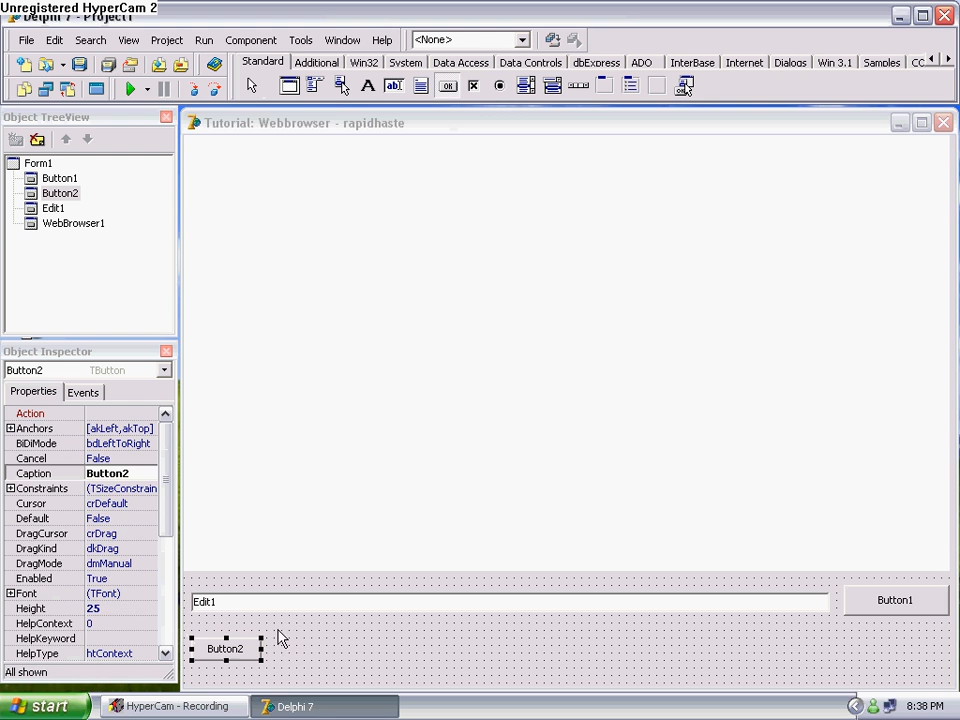 Unregistered HyperCam 2
Delphi 7 - Project1
File Edit Search View Project Run Component Tools Window Help <None>
Standard Additional Win32 System Data Access Data Controls dbExpress ADO InterBase Internet Dialogs Win 3.1 Samples CC
Object TreeView
Form1
Button1
Button2
Edit1
WebBrowser1
Tutorial: Webbrowser - rapidhaste
Edit1
Button1
Button2
Object Inspector
Button2 TButton
Properties Events
Action
Anchors [akLeft,akTop]
BiDiMode bdLeftToRight
Cancel False
Caption Button2
Constraints (TSizeConstrain
Cursor crDefault
Default False
DragCursor crDrag
DragKind dkDrag
DragMode dmManual
Enabled True
Font (TFont)
Height 25
HelpContext 0
HelpKeyword
HelpType htContext
All shown
start HyperCam - Recording Delphi 7 8:38 PM